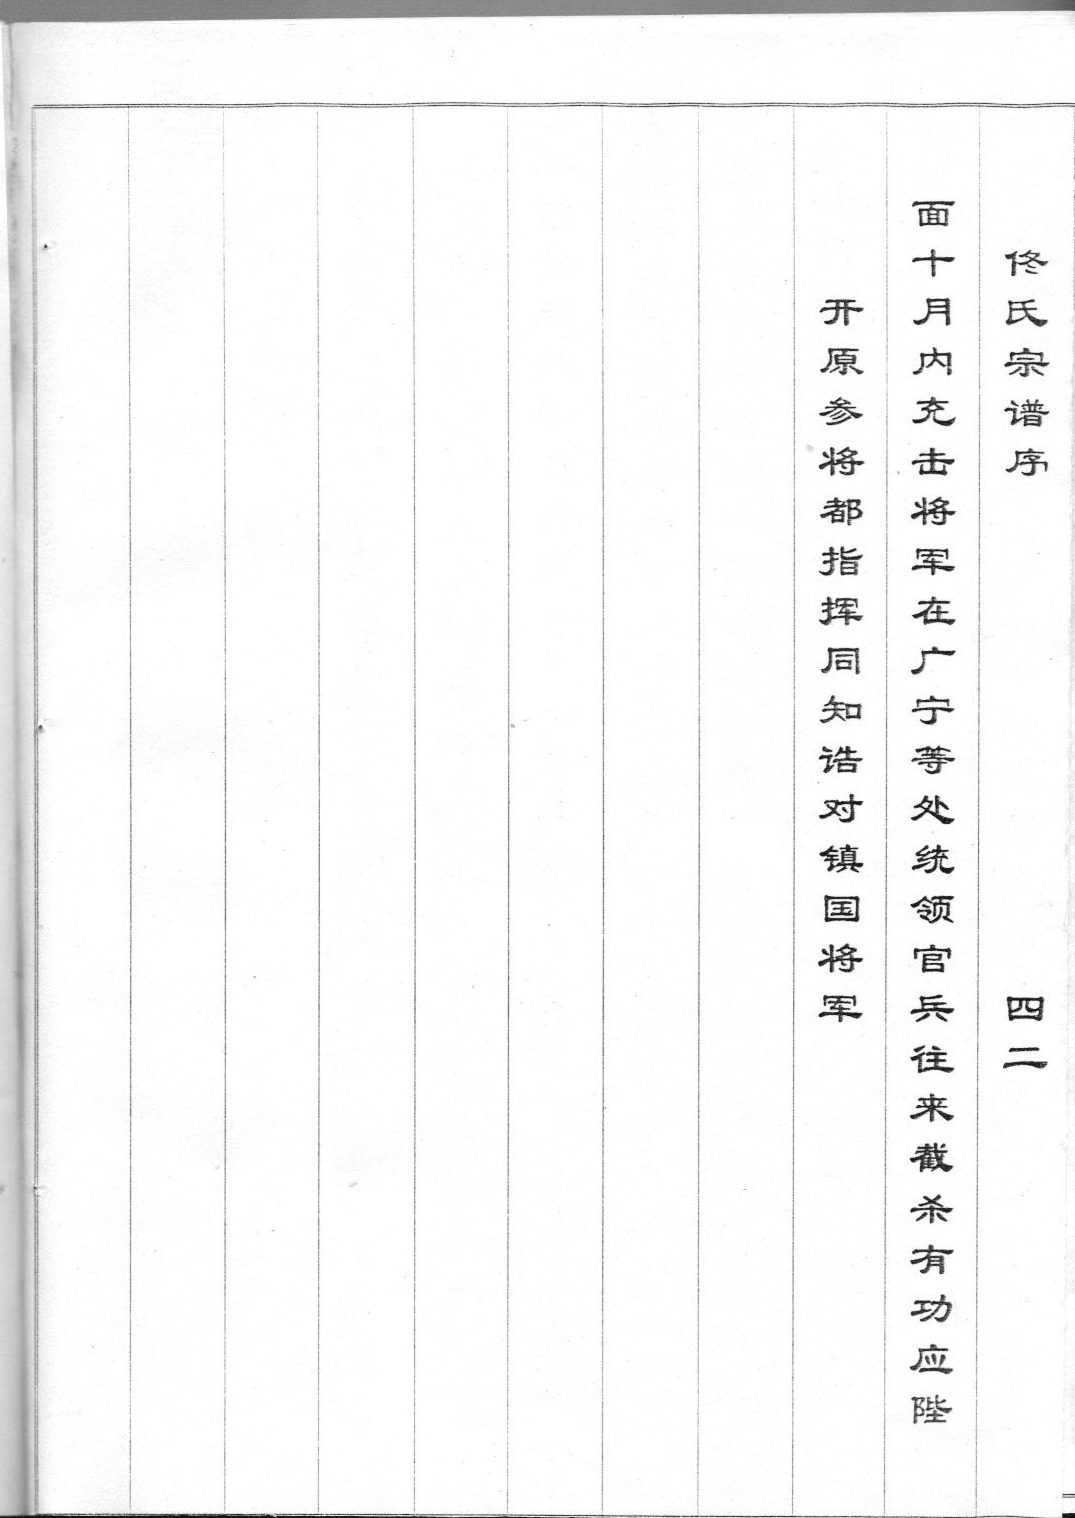 佟氏宗谱序 四二
面十月内充击将军在广宁等处统领官兵往来截杀有功应陛
开原参将都指挥同知诰对镇国将军